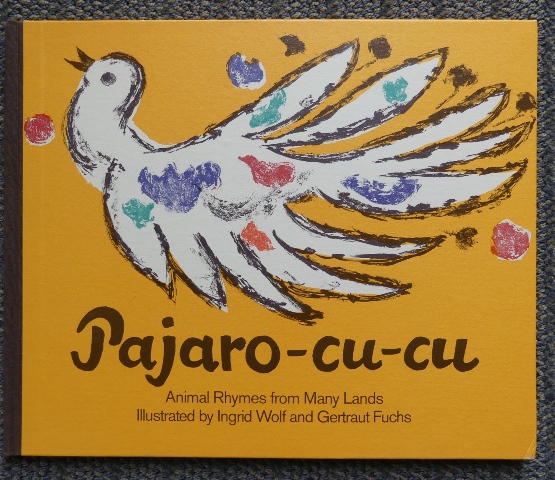 Pajaro-cu-cu
Animal Rhymes from Many Lands
Illustrated by Ingrid Wolf and Gertraut Fuchs